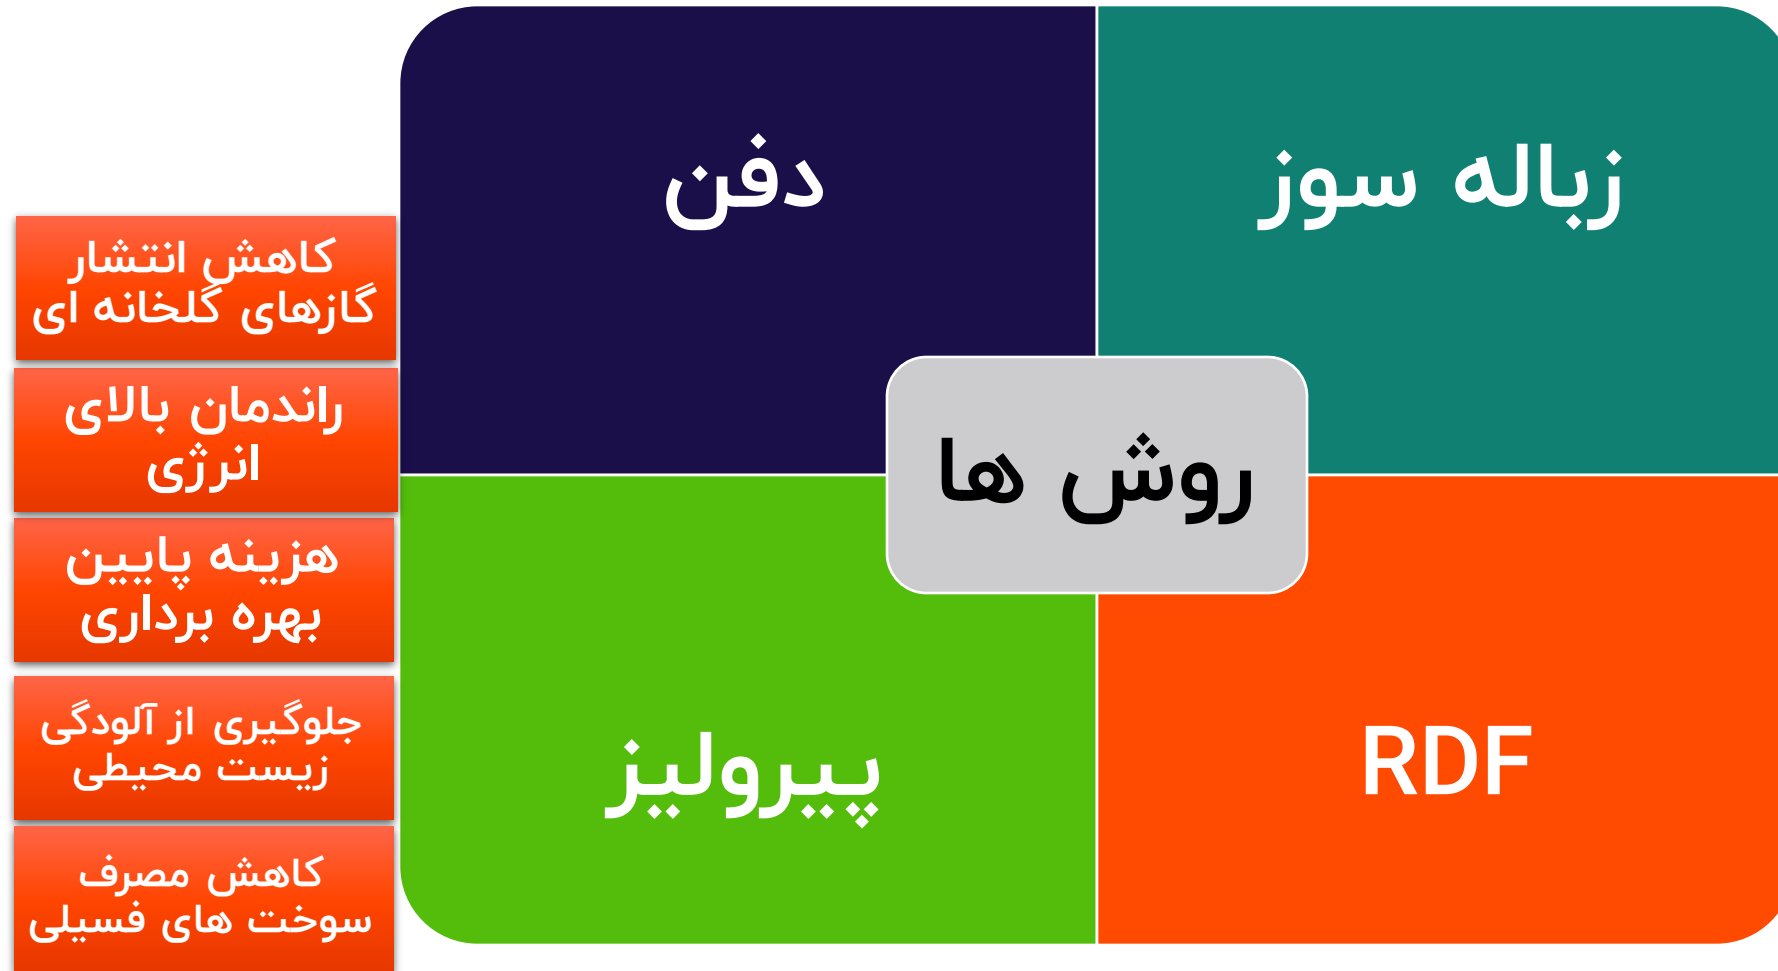 زباله سوز
دفن
روش ها
RDF
پیرولیز
کاهش انتشار
گازهای گلخانه ای
راندمان بالای
انرژی
هزینه پایین
بهره برداری
جلوگیری از آلودگی
زیست محیطی
کاهش مصرف
سوخت های فسیلی